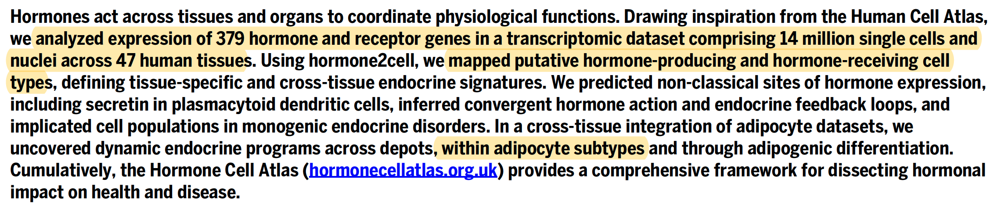 Hormones act across tissues and organs to coordinate physiological functions. Drawing inspiration from the Human Cell Atlas,
we analyzed expression of 379 hormone and receptor genes in a transcriptomic dataset comprising 14 million single cells and
nuclei across 47 human tissues. Using hormone2cell, we mapped putative hormone-producing and hormone-receiving cell
types, defining tissue-specific and cross-tissue endocrine signatures. We predicted non-classical sites of hormone expression,
including secretin in plasmacytoid dendritic cells, inferred convergent hormone action and endocrine feedback loops, and
implicated cell populations in monogenic endocrine disorders. In a cross-tissue integration of adipocyte datasets, we
uncovered dynamic endocrine programs across depots, within adipocyte subtypes and through adipogenic differentiation.
Cumulatively, the Hormone Cell Atlas (hormonecellatlas.org.uk) provides a comprehensive framework for dissecting hormonal
impact on health and disease.